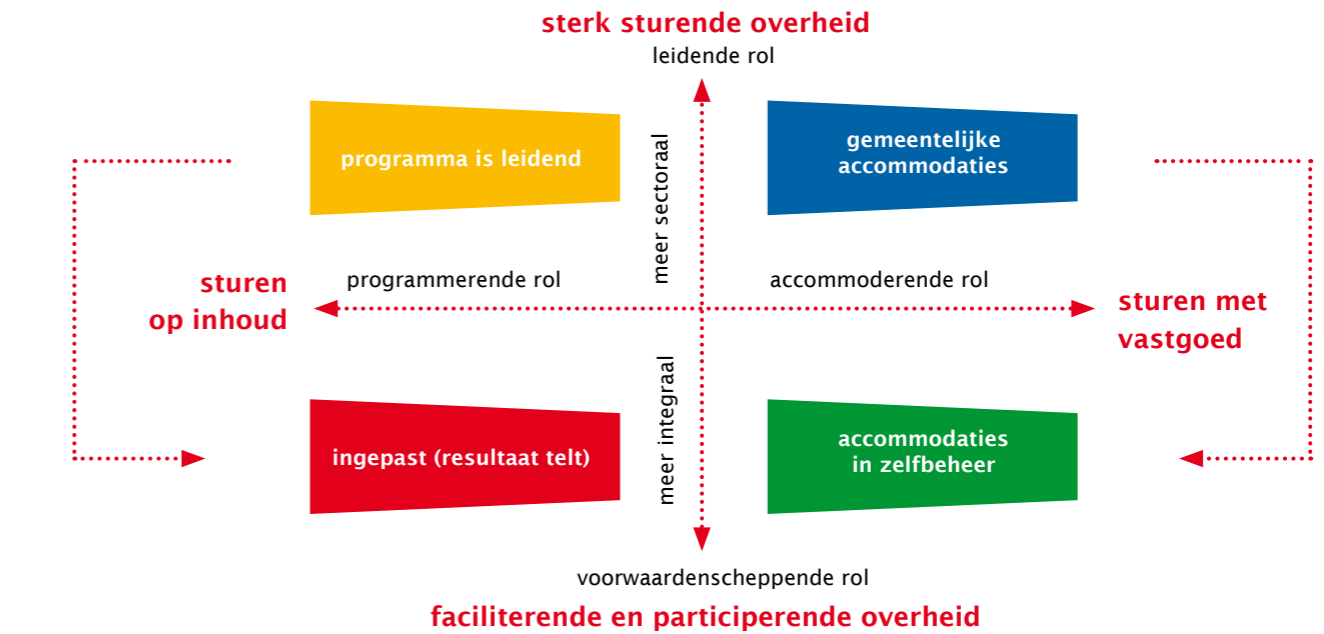 sterk sturende overheid
leidende rol
programma is leidend
meer sectoraal
gemeentelijke
accommodaties
sturen
op inhoud
programmerende rol
accommoderende rol
sturen met
vastgoed
ingepast (resultaat telt)
meer integraal
accommodaties
in zelfbeheer
voorwaardenscheppende rol
faciliterende en participerende overheid